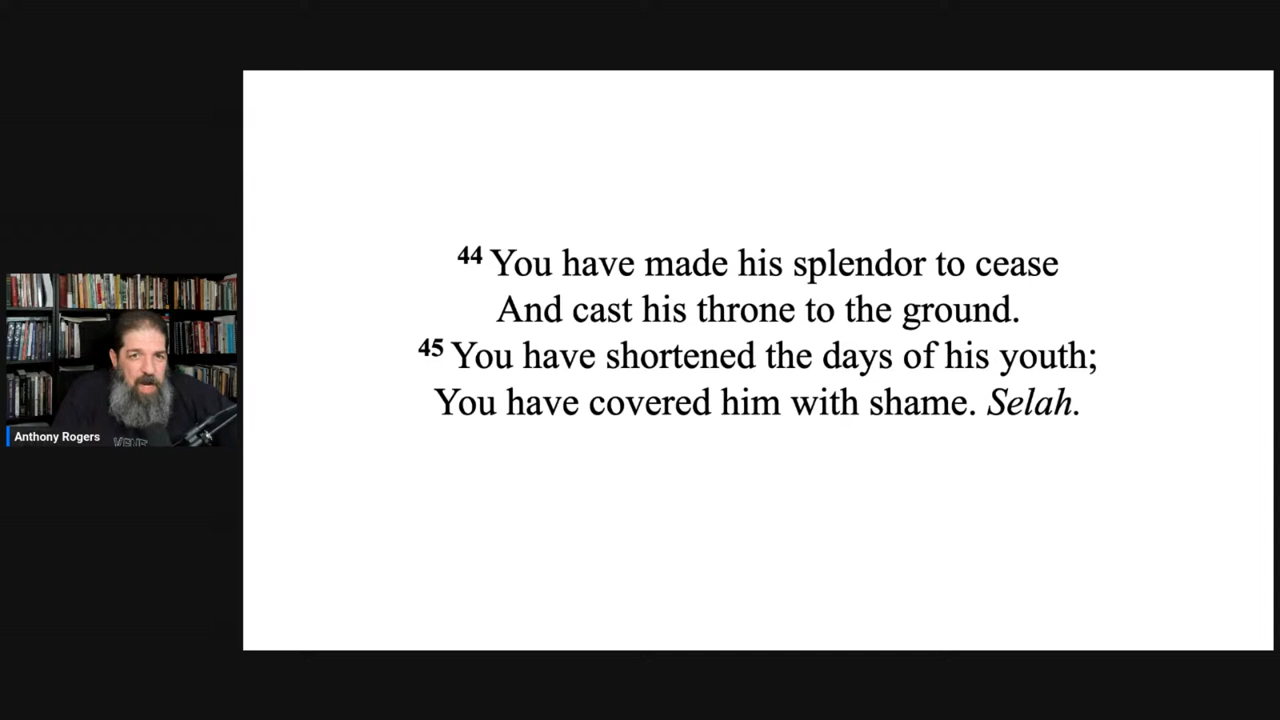 44 You have made his splendor to cease
And cast his throne to the ground.
45 You have shortened the days of his youth;
You have covered him with shame. Selah.
Anthony Rogers